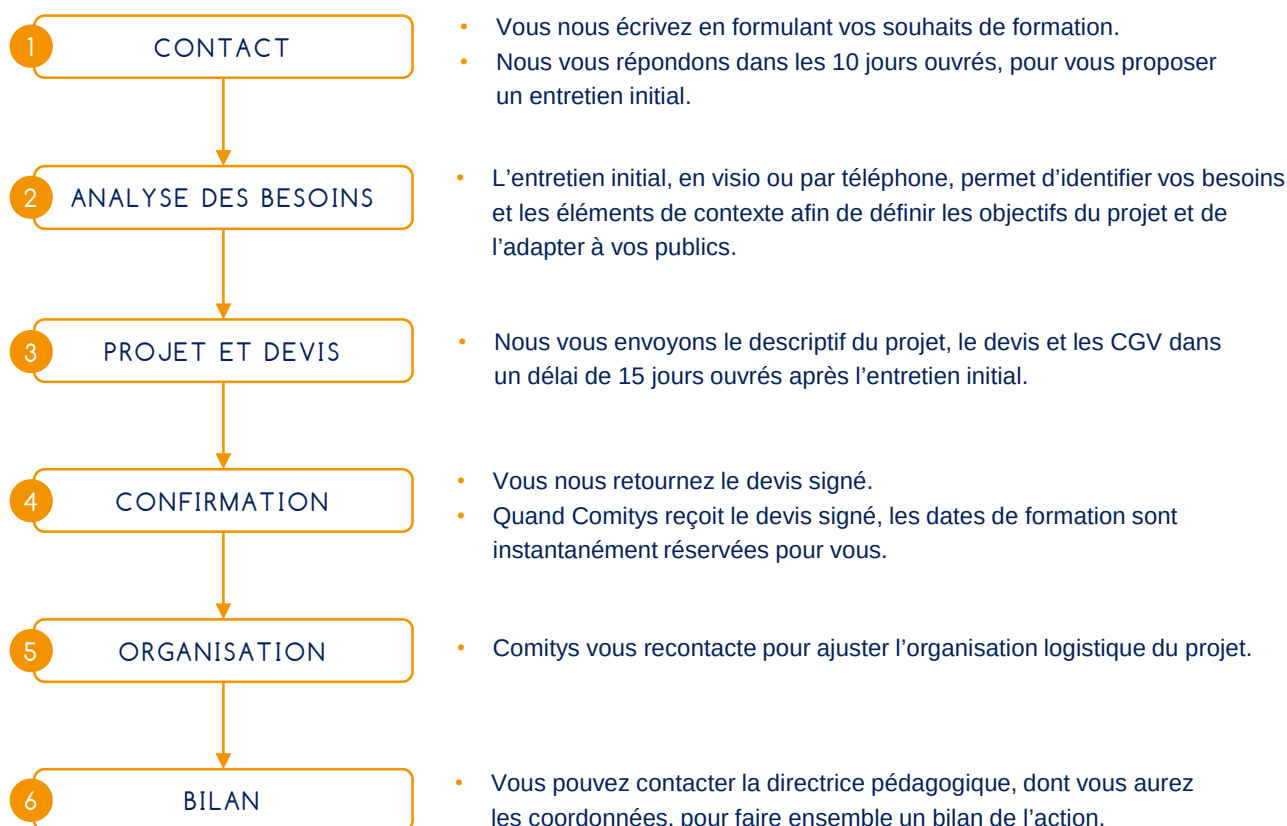 1
CONTACT
• Vous nous écrivez en formulant vos souhaits de formation.
• Nous vous répondons dans les 10 jours ouvrés, pour vous proposer
un entretien initial.
2
ANALYSE DES BESOINS
• L’entretien initial, en visio ou par téléphone, permet d’identifier vos besoins
et les éléments de contexte afin de définir les objectifs du projet et de
l’adapter à vos publics.
3
PROJET ET DEVIS
• Nous vous envoyons le descriptif du projet, le devis et les CGV dans
un délai de 15 jours ouvrés après l’entretien initial.
4
CONFIRMATION
• Vous nous retournez le devis signé.
• Quand Comitys reçoit le devis signé, les dates de formation sont
instantanément réservées pour vous.
5
ORGANISATION
• Comitys vous recontacte pour ajuster l’organisation logistique du projet.
6
BILAN
• Vous pouvez contacter la directrice pédagogique, dont vous aurez
les coordonnées, pour faire ensemble un bilan de l’action.